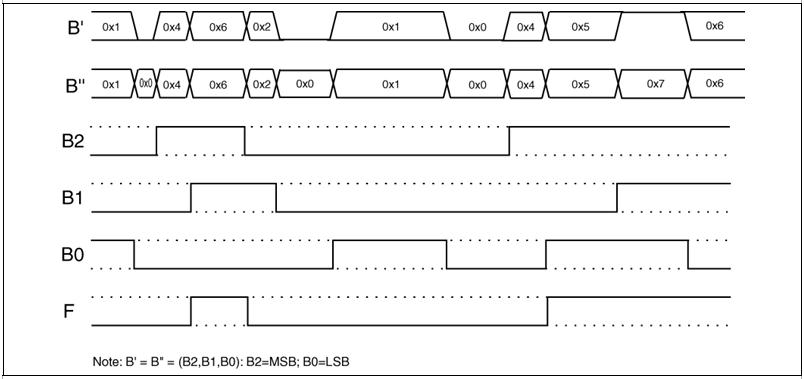 B' 0x1 0x4 0x6 0x2 0x1 0x0 0x4 0x5 0x6
B" 0x1 0x0 0x4 0x6 0x2 0x0 0x1 0x0 0x4 0x5 0x7 0x6
B2
B1
B0
F
Note: B' = B" = (B2,B1,B0): B2=MSB; B0=LSB